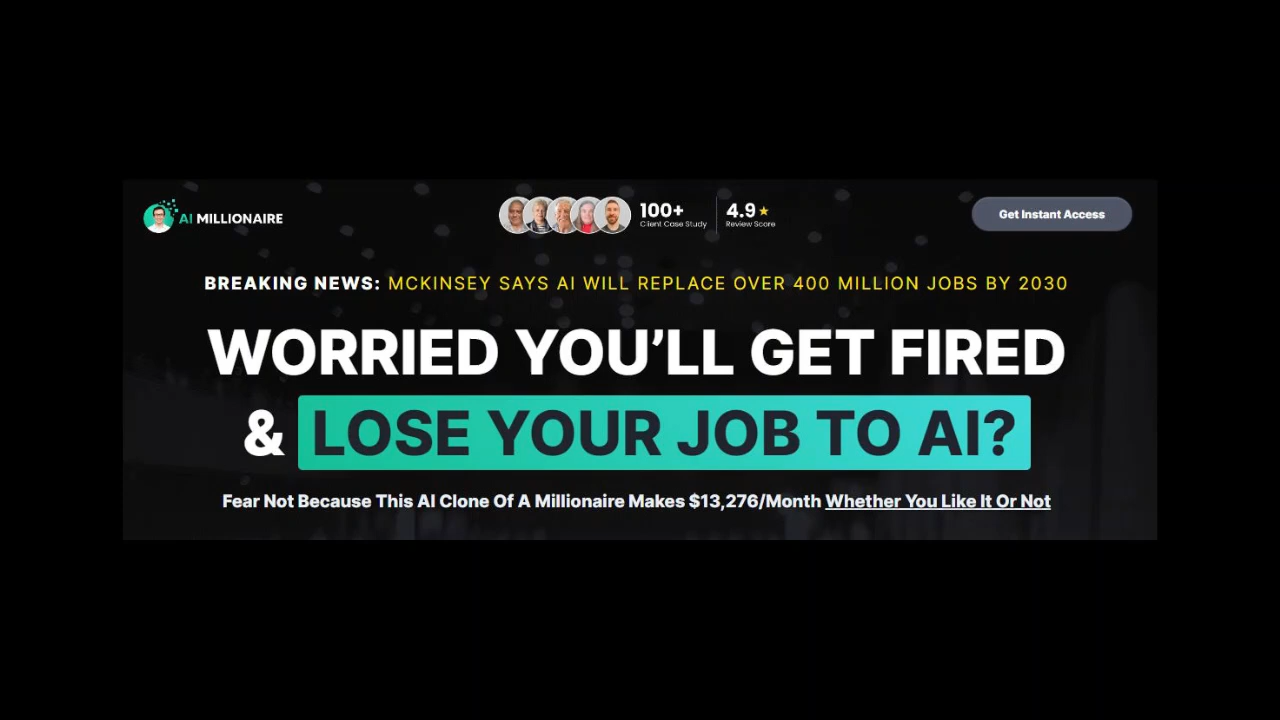 AI MILLIONAIRE
100+
Client Case Study
4.9
Review Score
Get Instant Access
BREAKING NEWS: MCKINSEY SAYS AI WILL REPLACE OVER 400 MILLION JOBS BY 2030
WORRIED YOU’LL GET FIRED
& LOSE YOUR JOB TO AI?
Fear Not Because This AI Clone Of A Millionaire Makes $13,276/Month Whether You Like It Or Not